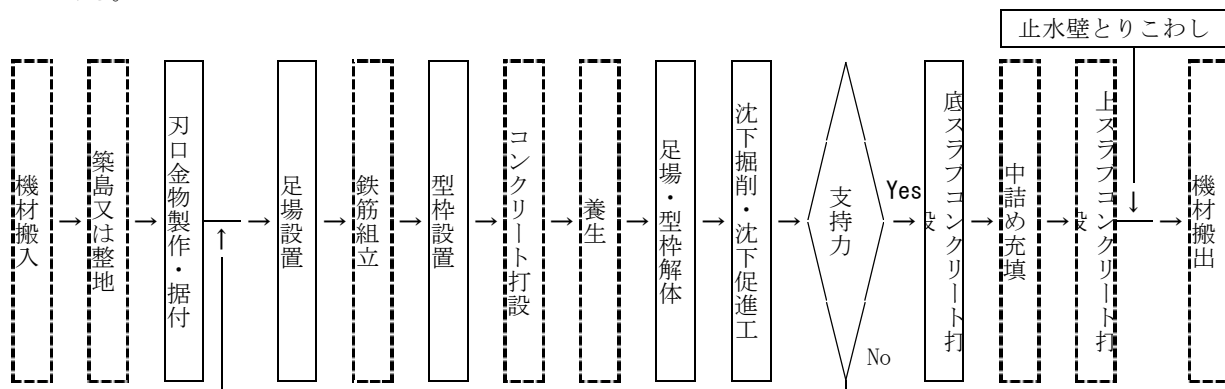 止水壁とりこわし
機材搬入
→
築島又は整地
→
刃口金物製作・据付
→
↑
足場設置
→
鉄筋組立
→
型枠設置
→
コンクリート打設
→
養生
→
足場・型枠解体
→
沈下掘削・沈下促進工
→
支持力
Yes
→
No
底スラブコンクリート打設
→
中詰め充填
→
上スラブコンクリート打設
↓
→
機材搬出